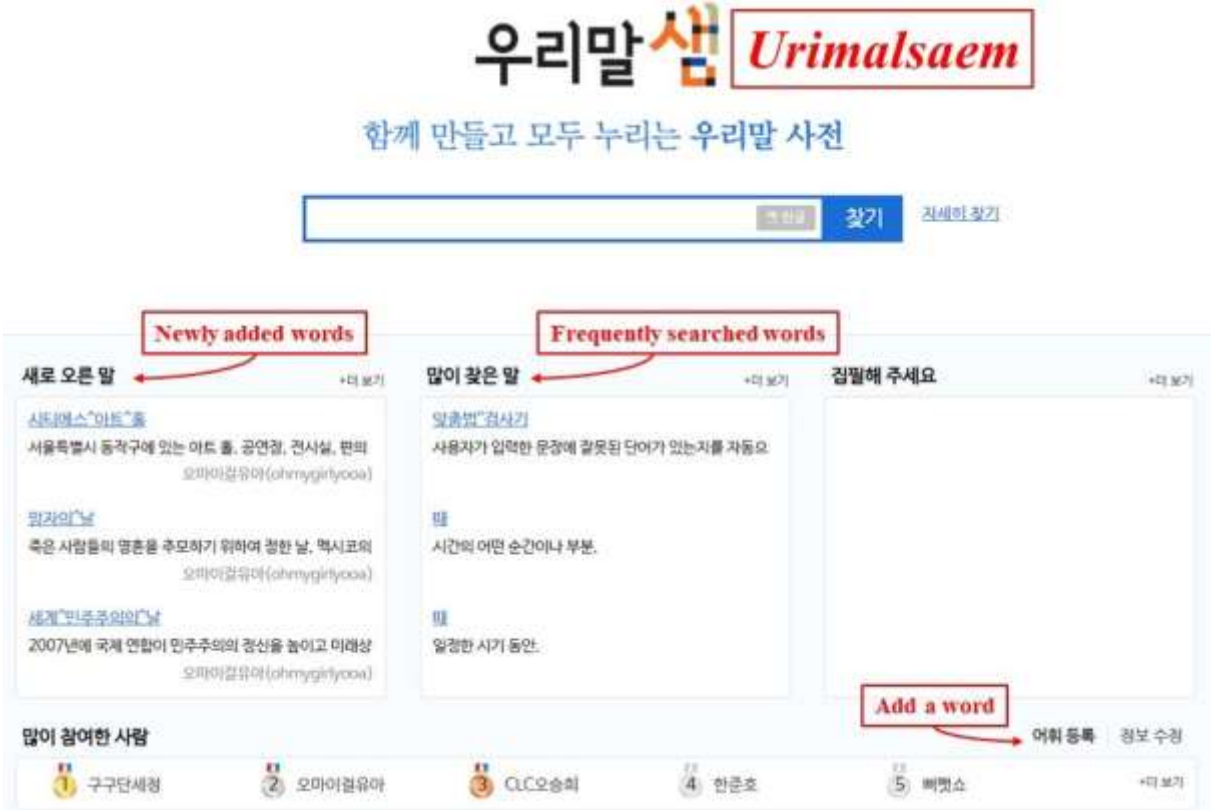 우리말샘 Urimalsaem
함께 만들고 모두 누리는 우리말 사전
찾기 자세히 찾기
Newly added words Frequently searched words
새로 오른 말 +더 보기 많이 찾은 말 +더 보기 집필해 주세요 +더 보기
시티에스^아트^홀 맞춤법^검사기
서울특별시 동작구에 있는 아트 홀. 공연장, 전시실, 편의 사용자가 입력한 문장에 잘못된 단어가 있는지를 자동으
오마이걸유아(ohmygirlyooa)
망자의^날 때
죽은 사람들의 영혼을 추모하기 위하여 정한 날. 멕시코의 시간의 어떤 순간이나 부분.
오마이걸유아(ohmygirlyooa)
세계^민주주의의^날 때
2007년에 국제 연합이 민주주의의 정신을 높이고 미래상 일정한 시기 동안.
오마이걸유아(ohmygirlyooa)
Add a word
많이 참여한 사람 어휘 등록 정보 수정
1 구구단세정 2 오마이걸유아 3 CLC오승희 4 한준호 5 뻐뻣쇼 +더 보기